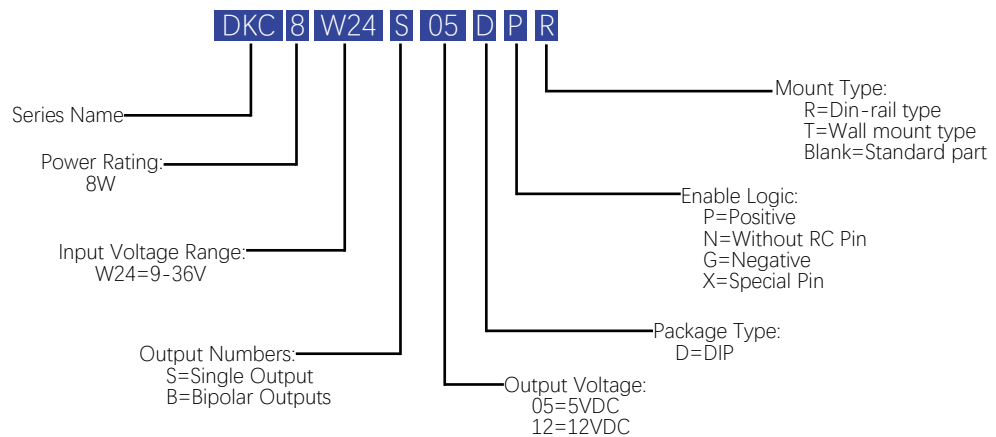 DKC 8 W24 S 05 D P R
Series Name
Power Rating:
8W
Input Voltage Range:
W24=9-36V
Output Numbers:
S=Single Output
B=Bipolar Outputs
Mount Type:
R=Din-rail type
T=Wall mount type
Blank=Standard part
Enable Logic:
P=Positive
N=Without RC Pin
G=Negative
X=Special Pin
Package Type:
D=DIP
Output Voltage:
05=5VDC
12=12VDC